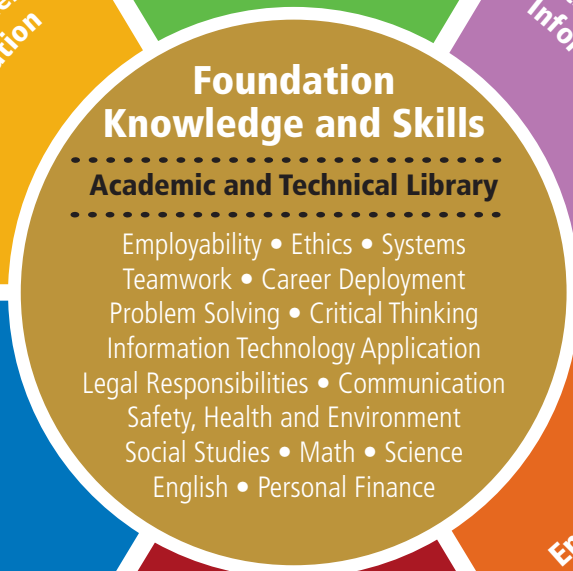 Foundation
Knowledge and Skills
Academic and Technical Library
Employability • Ethics • Systems
Teamwork • Career Deployment
Problem Solving • Critical Thinking
Information Technology Application
Legal Responsibilities • Communication
Safety, Health and Environment
Social Studies • Math • Science
English • Personal Finance